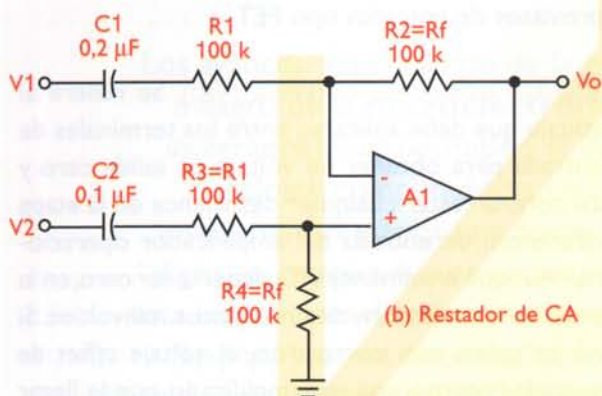 C1
0,2 µF
R1
100 k
R2=Rf
100 k
V1
Vo
C2
0,1 µF
R3=R1
100 k
-
+
A1
V2
R4=Rf
100 k
(b) Restador de CA